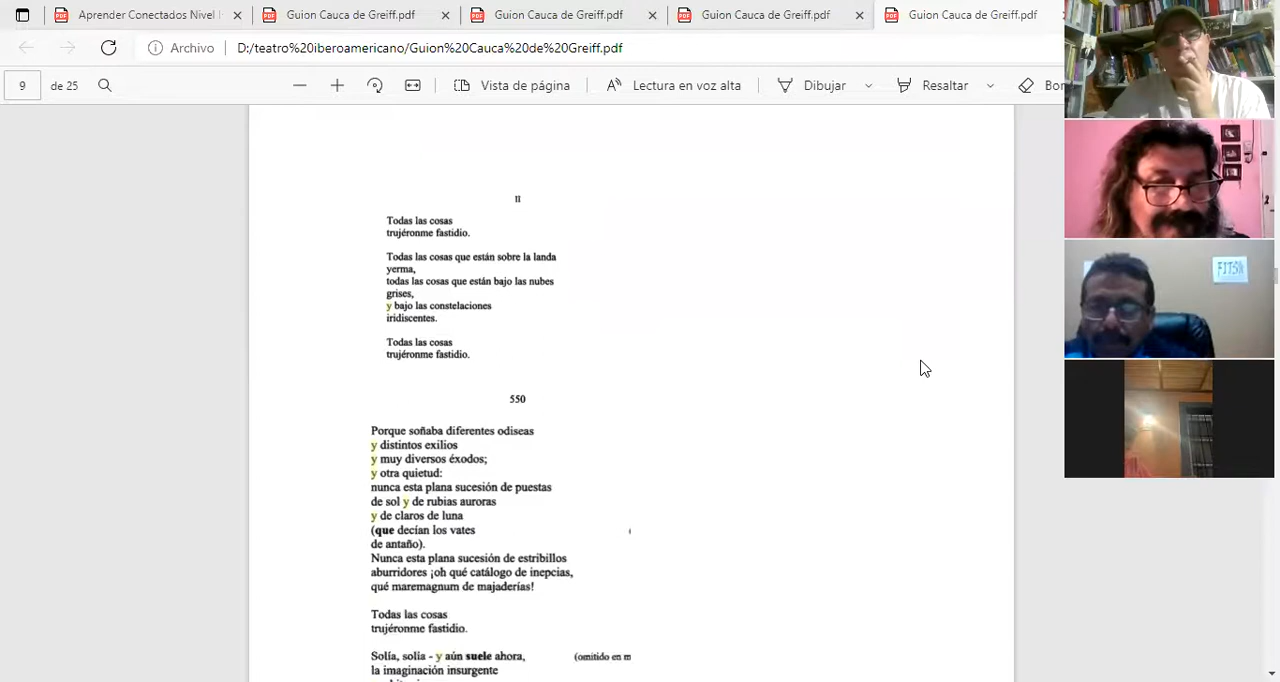 Aprender Conectados Nivel I
Guion Cauca de Greiff.pdf
Guion Cauca de Greiff.pdf
Guion Cauca de Greiff.pdf
Guion Cauca de Greiff.pdf
Archivo
D:/teatro%20iberoamericano/Guion%20Cauca%20de%20Greiff.pdf
9
de 25
Vista de página
Lectura en voz alta
Dibujar
Resaltar
Bor
II
Todas las cosas
trujéronme fastidio.
Todas las cosas que están sobre la landa
yerma,
todas las cosas que están bajo las nubes
grises,
y bajo las constelaciones
iridiscentes.
Todas las cosas
trujéronme fastidio.
550
Porque soñaba diferentes odiseas
y distintos exilios
y muy diversos éxodos;
y otra quietud:
nunca esta plana sucesión de puestas
de sol y de rubias auroras
y de claros de luna
(que decían los vates
de antaño).
Nunca esta plana sucesión de estribillos
aburridores ¡oh qué catálogo de inepcias,
qué maremagnum de majaderías!
Todas las cosas
trujéronme fastidio.
Solía, solía - y aún suele ahora,
(omitido en m
la imaginación insurgente